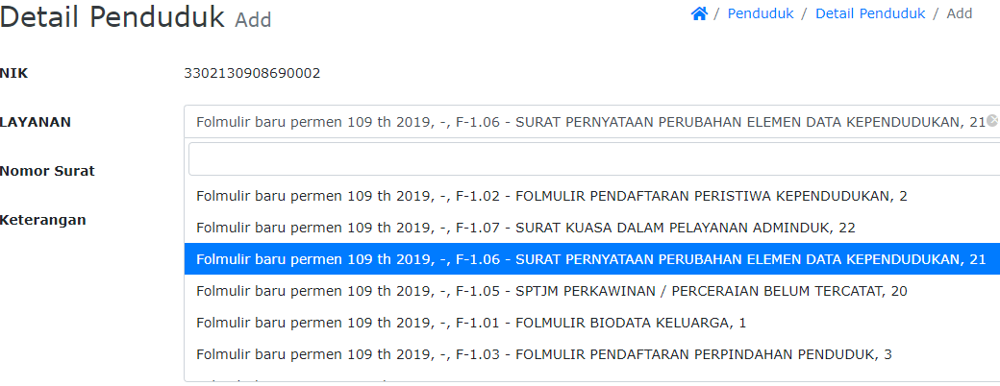 Detail Penduduk Add
/ Penduduk / Detail Penduduk / Add
NIK
3302130908690002
LAYANAN
Folmulir baru permen 109 th 2019, -, F-1.06 - SURAT PERNYATAAN PERUBAHAN ELEMEN DATA KEPENDUDUKAN, 21
Nomor Surat
Keterangan
Folmulir baru permen 109 th 2019, -, F-1.02 - FOLMULIR PENDAFTARAN PERISTIWA KEPENDUDUKAN, 2
Folmulir baru permen 109 th 2019, -, F-1.07 - SURAT KUASA DALAM PELAYANAN ADMINDUK, 22
Folmulir baru permen 109 th 2019, -, F-1.06 - SURAT PERNYATAAN PERUBAHAN ELEMEN DATA KEPENDUDUKAN, 21
Folmulir baru permen 109 th 2019, -, F-1.05 - SPTJM PERKAWINAN / PERCERAIAN BELUM TERCATAT, 20
Folmulir baru permen 109 th 2019, -, F-1.01 - FOLMULIR BIODATA KELUARGA, 1
Folmulir baru permen 109 th 2019, -, F-1.03 - FOLMULIR PENDAFTARAN PERPINDAHAN PENDUDUK, 3